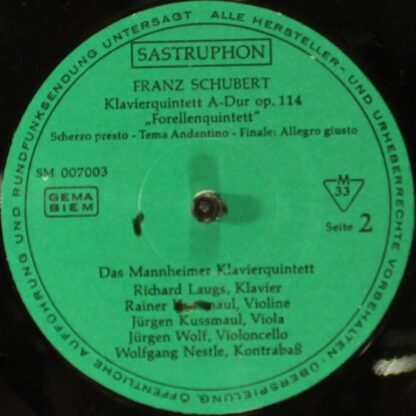 SASTRUPHON
FRANZ SCHUBERT
Klavierquintett A-Dur op. 114
„Forellenquintett”
Scherzo presto - Tema Andantino - Finale: Allegro giusto
SM 007003
GEMA
BIEM
M
33
Seite 2
Das Mannheimer Klavierquintett
Richard Laugs, Klavier
Rainer Kussmaul, Violine
Jürgen Kussmaul, Viola
Jürgen Wolf, Violoncello
Wolfgang Nestle, Kontrabaß
ALLE HERSTELLER- UND URHEBERRECHTE VORBEHALTEN · ÜBERSPIELUNG, ÖFFENTLICHE AUFFÜHRUNG UND RUNDFUNKSENDUNG UNTERSAGT